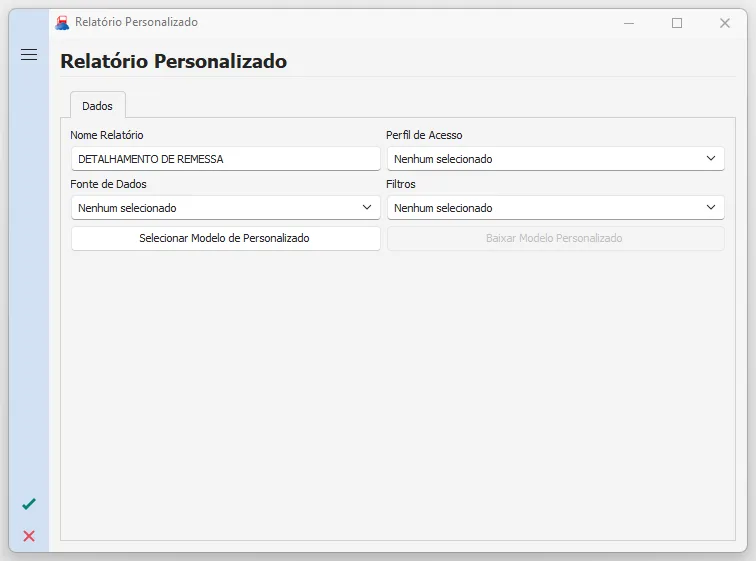 Relatório Personalizado
Relatório Personalizado
Dados
Nome Relatório
Perfil de Acesso
DETALHAMENTO DE REMESSA
Nenhum selecionado
Fonte de Dados
Filtros
Nenhum selecionado
Nenhum selecionado
Selecionar Modelo de Personalizado
Baixar Modelo Personalizado